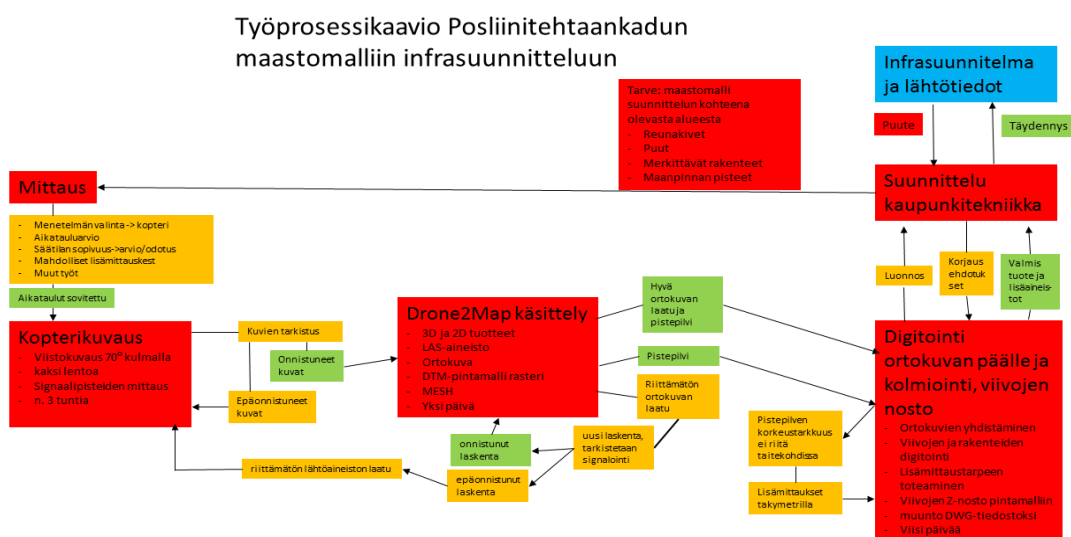 Työprosessikaavio Posliinitehtaankadun
maastomalliin infrasuunnitteluun
Infrasuunnitelma
ja lähtötiedot
Tarve: maastomalli
suunnittelun kohteena
olevasta alueesta
- Reunakivet
- Puut
- Merkittävät rakenteet
- Maanpinnan pisteet
Puute
Täydennys
Mittaus
Suunnittelu
kaupunkitekniikka
- Menetelmän valinta -> kopteri
- Aikatauluarvio
- Säätilan sopivuus->arvio/odotus
- Mahdolliset lisämittauskest
- Muut työt
Aikataulut sovitettu
Luonnos
Korjaus
ehdotuk
set
Valmis
tuote ja
lisäaineis-
tot
Kopterikuvaus
- Viistokuvaus 70° kulmalla
- kaksi lentoa
- Signaalipisteiden mittaus
- n. 3 tuntia
Kuvien tarkistus
Onnistuneet
kuvat
Epäonnistuneet
kuvat
Drone2Map käsittely
- 3D ja 2D tuotteet
- LAS-aineisto
- Ortokuva
- DTM-pintamalli rasteri
- MESH
- Yksi päivä
Hyvä
ortokuvan
laatu ja
pistepilvi
Pistepilvi
Riittämätön
ortokuvan
laatu
Digitointi
ortokuvan päälle ja
kolmiointi, viivojen
nosto
- Ortokuvien yhdistäminen
- Viivojen ja rakenteiden
digitointi
- Lisämittaustarpeen
toteaminen
- Viivojen Z-nosto pintamalliin
- muunto DWG-tiedostoksi
- Viisi päivää
Pistepilven
korkeustarkkuus
ei riitä
taitekohdissa
Lisämittaukset
takymetrilla
uusi laskenta,
tarkistetaan
signalointi
onnistunut
laskenta
epäonnistunut
laskenta
riittämätön lähtöaineiston laatu